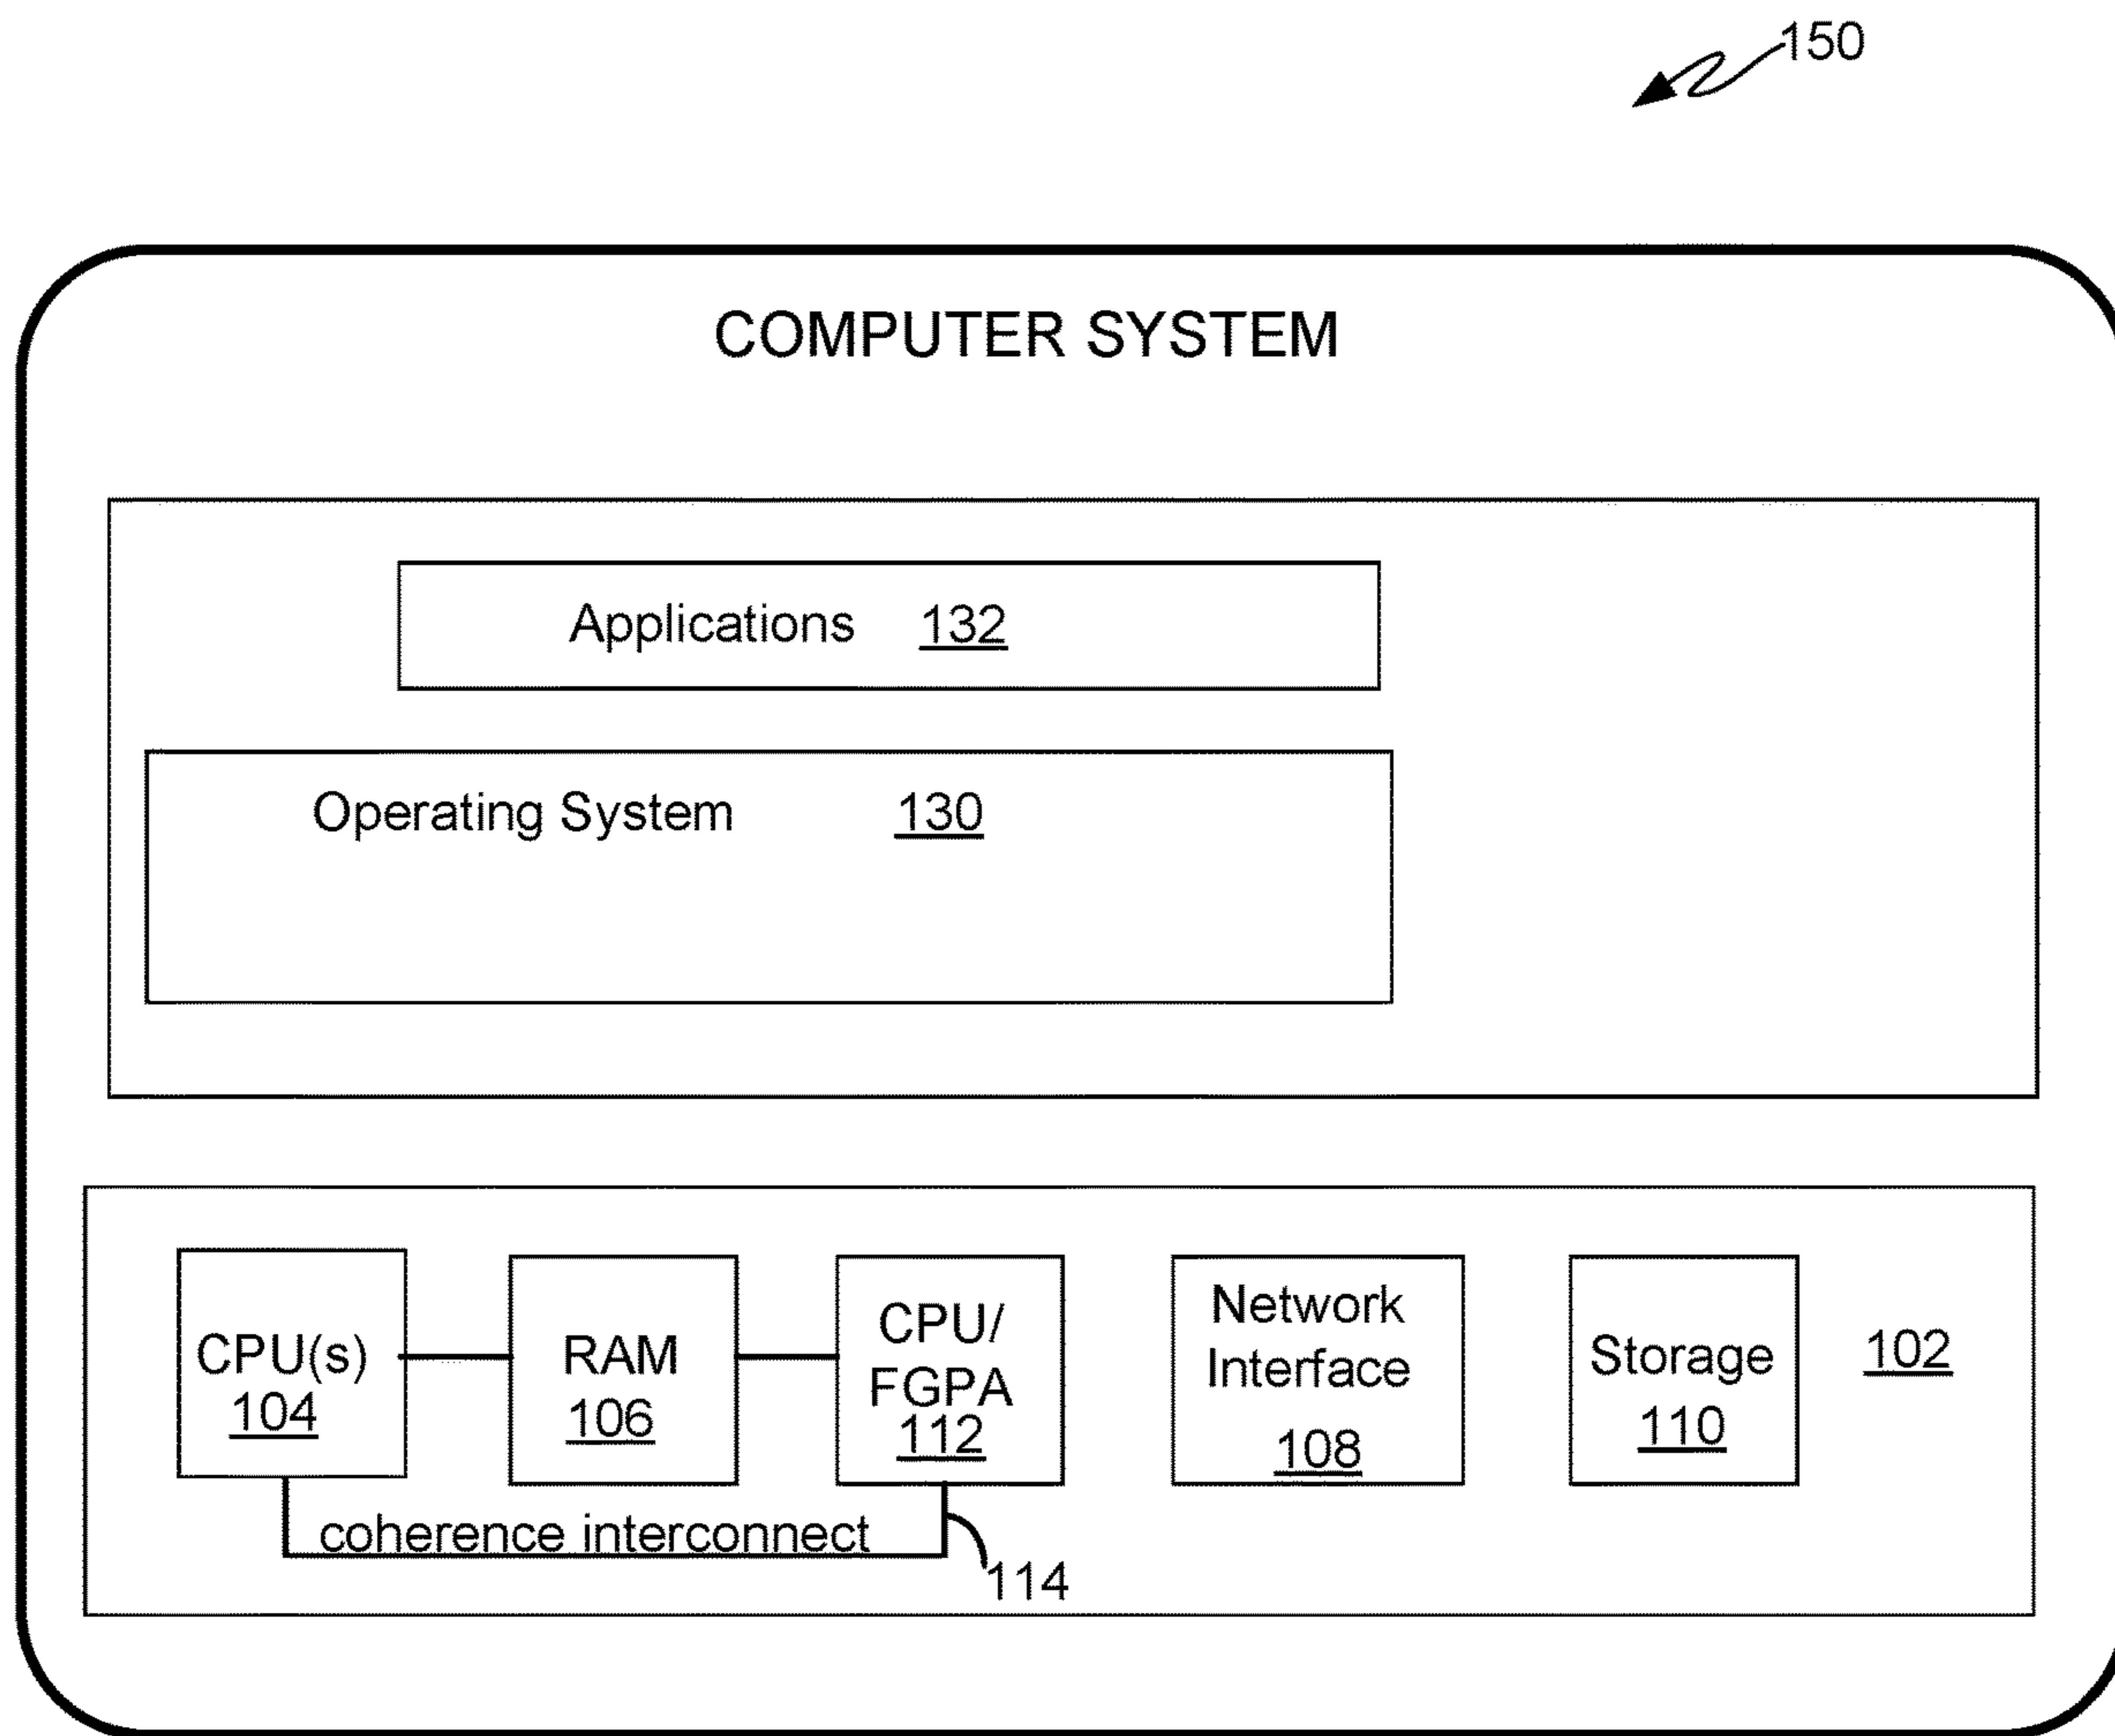 150
COMPUTER SYSTEM
Applications 132
Operating System 130
CPU(s)
104
RAM
106
CPU/
FGPA
112
Network
Interface
108
Storage
110
102
coherence interconnect
114